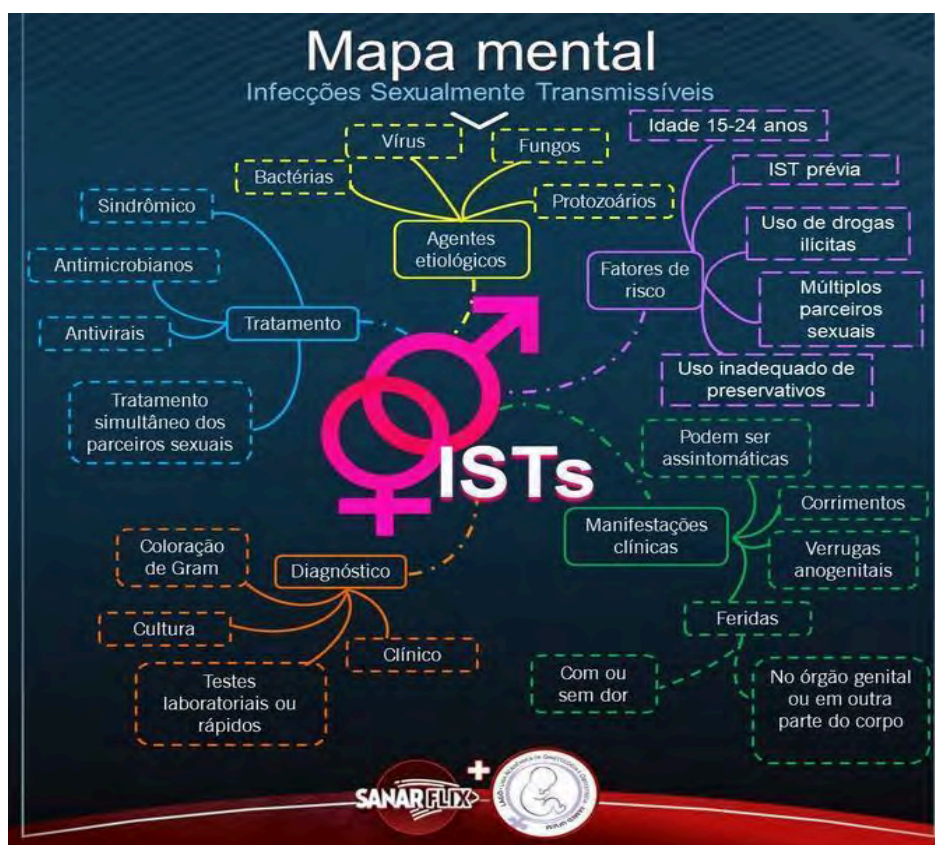 Mapa mental
Infecções Sexualmente Transmissíveis
Vírus
Fungos
Bactérias
Protozoários
Agentes
etiológicos
Idade 15-24 anos
IST prévia
Uso de drogas
ilícitas
Múltiplos
parceiros
sexuais
Uso inadequado de
preservativos
Fatores de
risco
Sindrômico
Antimicrobianos
Antivirais
Tratamento
simultâneo dos
parceiros sexuais
Tratamento
ISTs
Podem ser
assintomáticas
Corrimentos
Verrugas
anogenitais
Manifestações
clínicas
Feridas
Com ou
sem dor
No órgão genital
ou em outra
parte do corpo
Diagnóstico
Coloração
de Gram
Cultura
Testes
laboratoriais ou
rápidos
Clínico
SANARFLIX
+